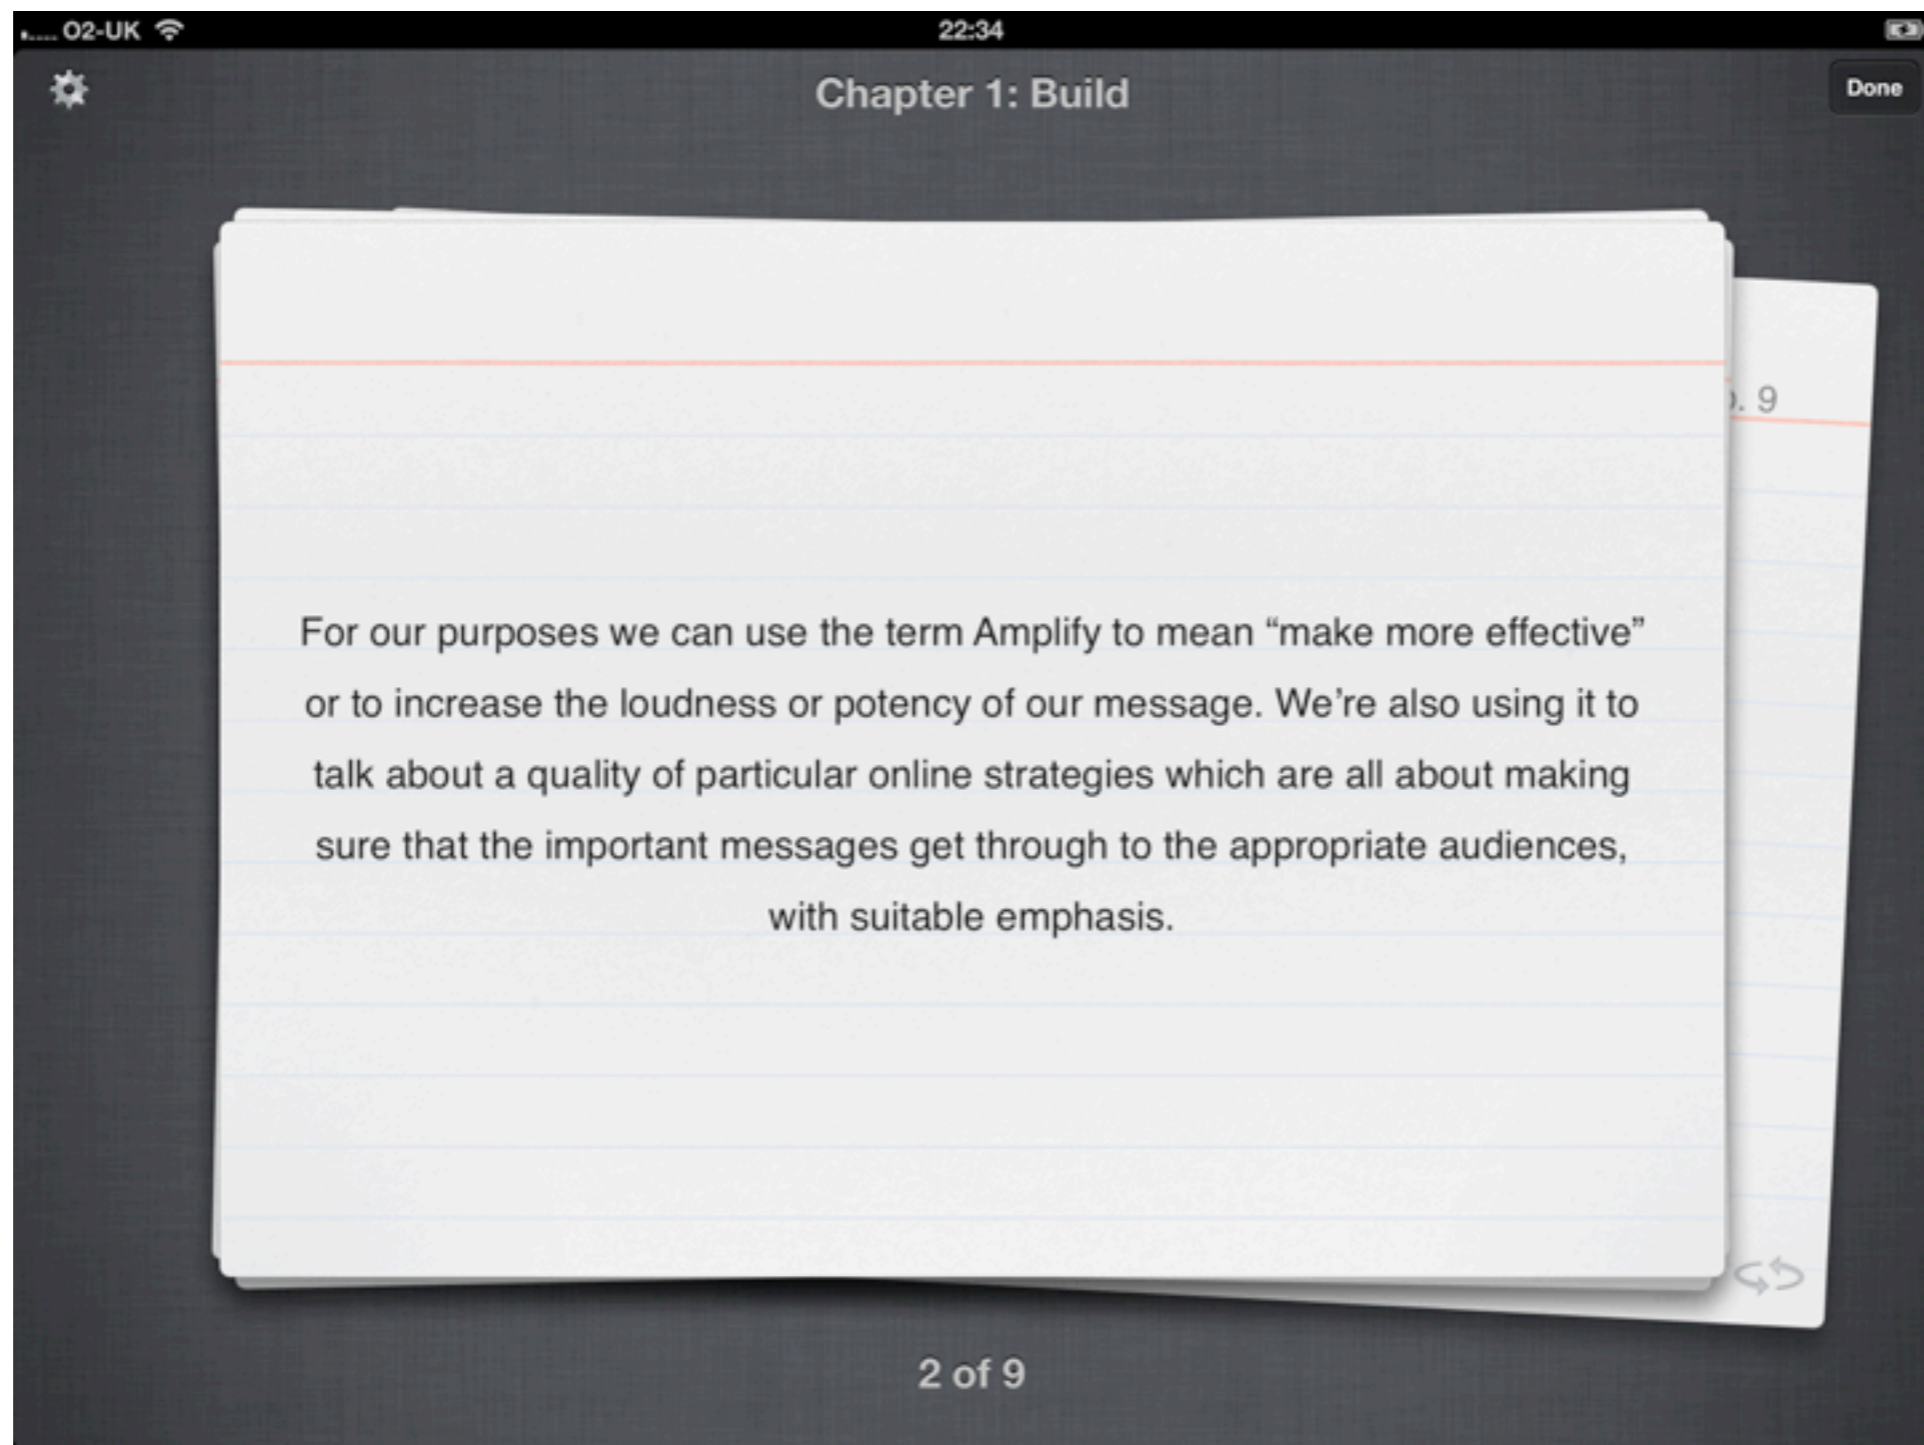 O2-UK
22:34
Chapter 1: Build
Done
p. 9
For our purposes we can use the term Amplify to mean “make more effective”
or to increase the loudness or potency of our message. We’re also using it to
talk about a quality of particular online strategies which are all about making
sure that the important messages get through to the appropriate audiences,
with suitable emphasis.
2 of 9